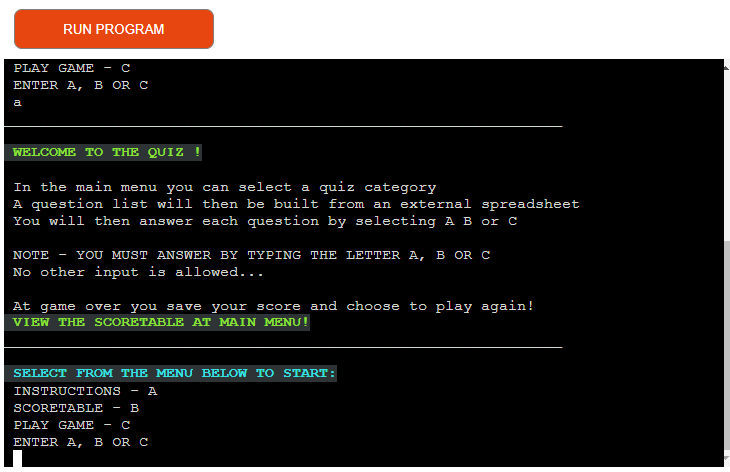 RUN PROGRAM
PLAY GAME - C
ENTER A, B OR C
a
WELCOME TO THE QUIZ !
In the main menu you can select a quiz category
A question list will then be built from an external spreadsheet
You will then answer each question by selecting A B or C
NOTE - YOU MUST ANSWER BY TYPING THE LETTER A, B OR C
No other input is allowed...
At game over you save your score and choose to play again!
VIEW THE SCORETABLE AT MAIN MENU!
SELECT FROM THE MENU BELOW TO START:
INSTRUCTIONS - A
SCORETABLE - B
PLAY GAME - C
ENTER A, B OR C